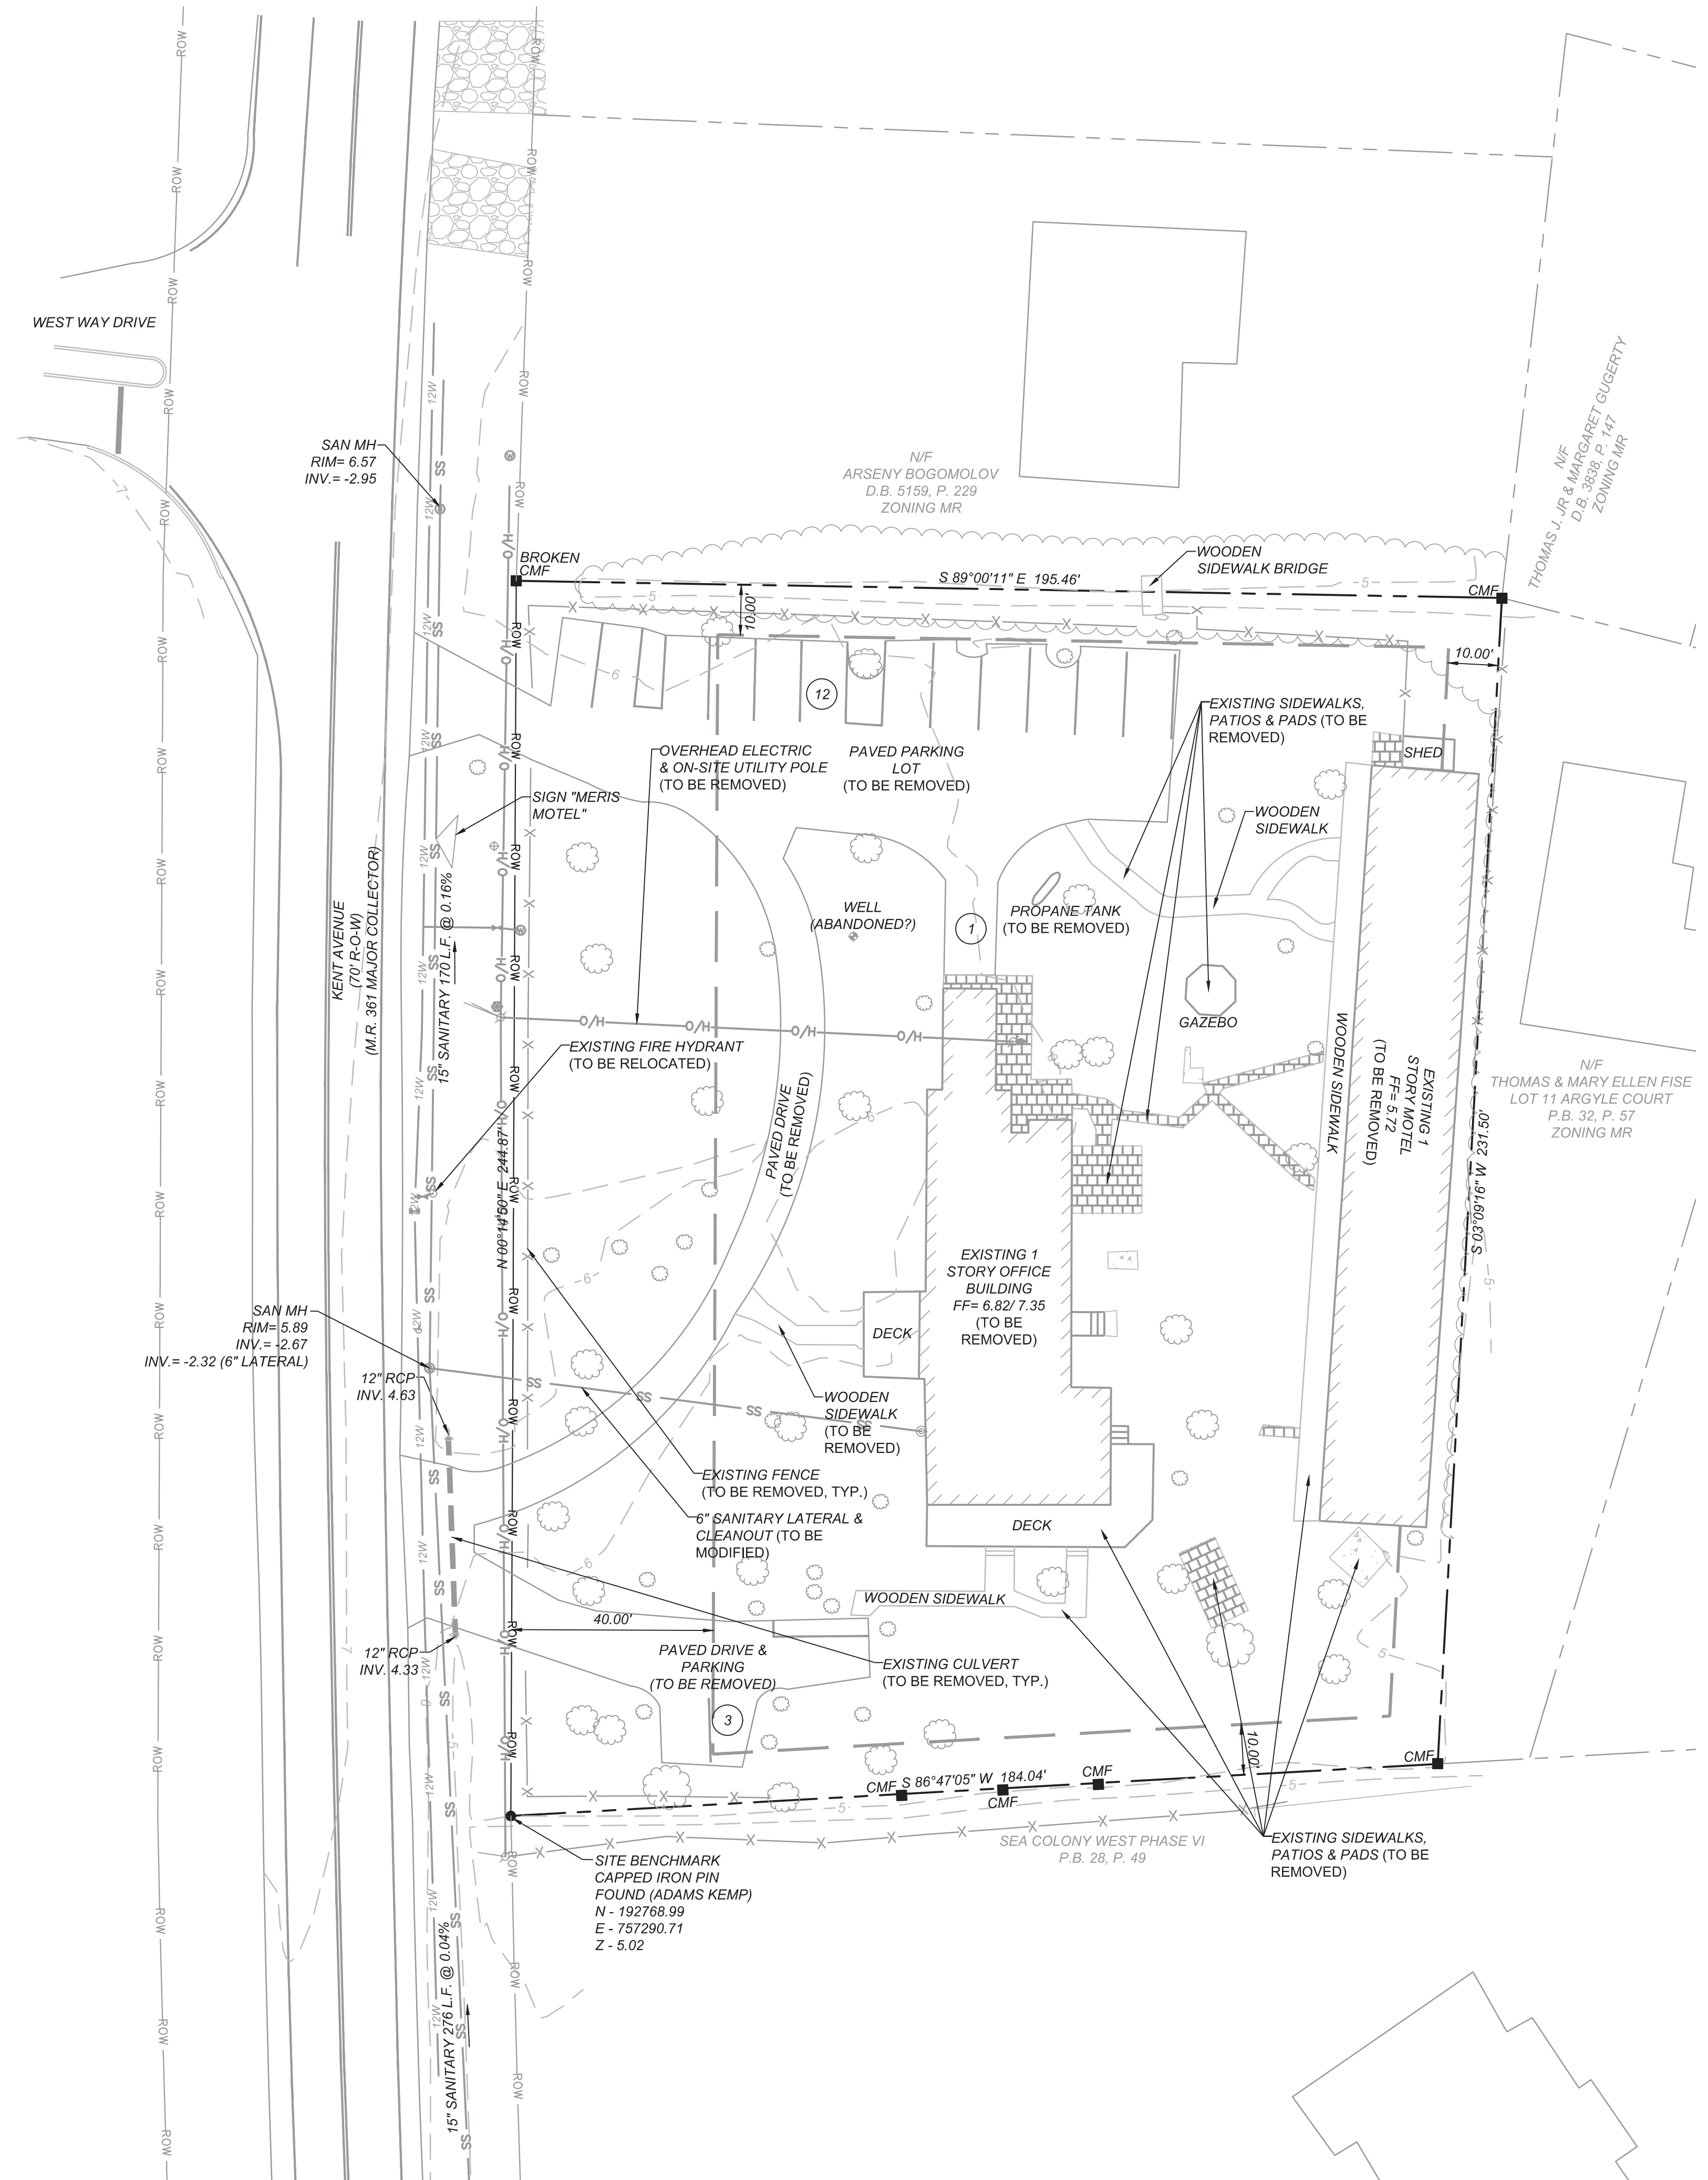 WEST WAY DRIVE
SAN MH
RIM= 6.57
INV.= -2.95
N/F
ARSENY BOGOMOLOV
D.B. 5159, P. 229
ZONING MR
N/F
THOMAS J. JR & MARGARET GUGERTY
D.B. 3838, P. 147
ZONING MR
BROKEN
CMF
S 89°00'11" E 195.46'
WOODEN
SIDEWALK BRIDGE
CMF
10.00'
10.00'
12
EXISTING SIDEWALKS,
PATIOS & PADS (TO BE
REMOVED)
SHED
OVERHEAD ELECTRIC
& ON-SITE UTILITY POLE
(TO BE REMOVED)
PAVED PARKING
LOT
(TO BE REMOVED)
SIGN "MERIS
MOTEL"
WOODEN
SIDEWALK
KENT AVENUE
(70' R-O-W)
(M.R. 361 MAJOR COLLECTOR)
15" SANITARY 170 L.F. @ 0.16%
WELL
(ABANDONED?)
1
PROPANE TANK
(TO BE REMOVED)
GAZEBO
WOODEN SIDEWALK
EXISTING 1
STORY MOTEL
FF= 5.72
(TO BE REMOVED)
N/F
THOMAS & MARY ELLEN FISE
LOT 11 ARGYLE COURT
P.B. 32, P. 57
ZONING MR
EXISTING FIRE HYDRANT
(TO BE RELOCATED)
PAVED DRIVE
(TO BE REMOVED)
N 00°14'50" E 244.87'
S 03°09'16" W 231.50'
EXISTING 1
STORY OFFICE
BUILDING
FF= 6.82/ 7.35
(TO BE
REMOVED)
SAN MH
RIM= 5.89
INV.= -2.67
INV.= -2.32 (6" LATERAL)
DECK
12" RCP
INV. 4.63
WOODEN
SIDEWALK
(TO BE
REMOVED)
EXISTING FENCE
(TO BE REMOVED, TYP.)
6" SANITARY LATERAL &
CLEANOUT (TO BE
MODIFIED)
DECK
WOODEN SIDEWALK
40.00'
12" RCP
INV. 4.33
PAVED DRIVE &
PARKING
(TO BE REMOVED)
EXISTING CULVERT
(TO BE REMOVED, TYP.)
3
10.00'
CMF
S 86°47'05" W 184.04'
CMF
CMF
CMF
SEA COLONY WEST PHASE VI
P.B. 28, P. 49
EXISTING SIDEWALKS,
PATIOS & PADS (TO BE
REMOVED)
SITE BENCHMARK
CAPPED IRON PIN
FOUND (ADAMS KEMP)
N - 192768.99
E - 757290.71
Z - 5.02
15" SANITARY 276 L.F. @ 0.04%